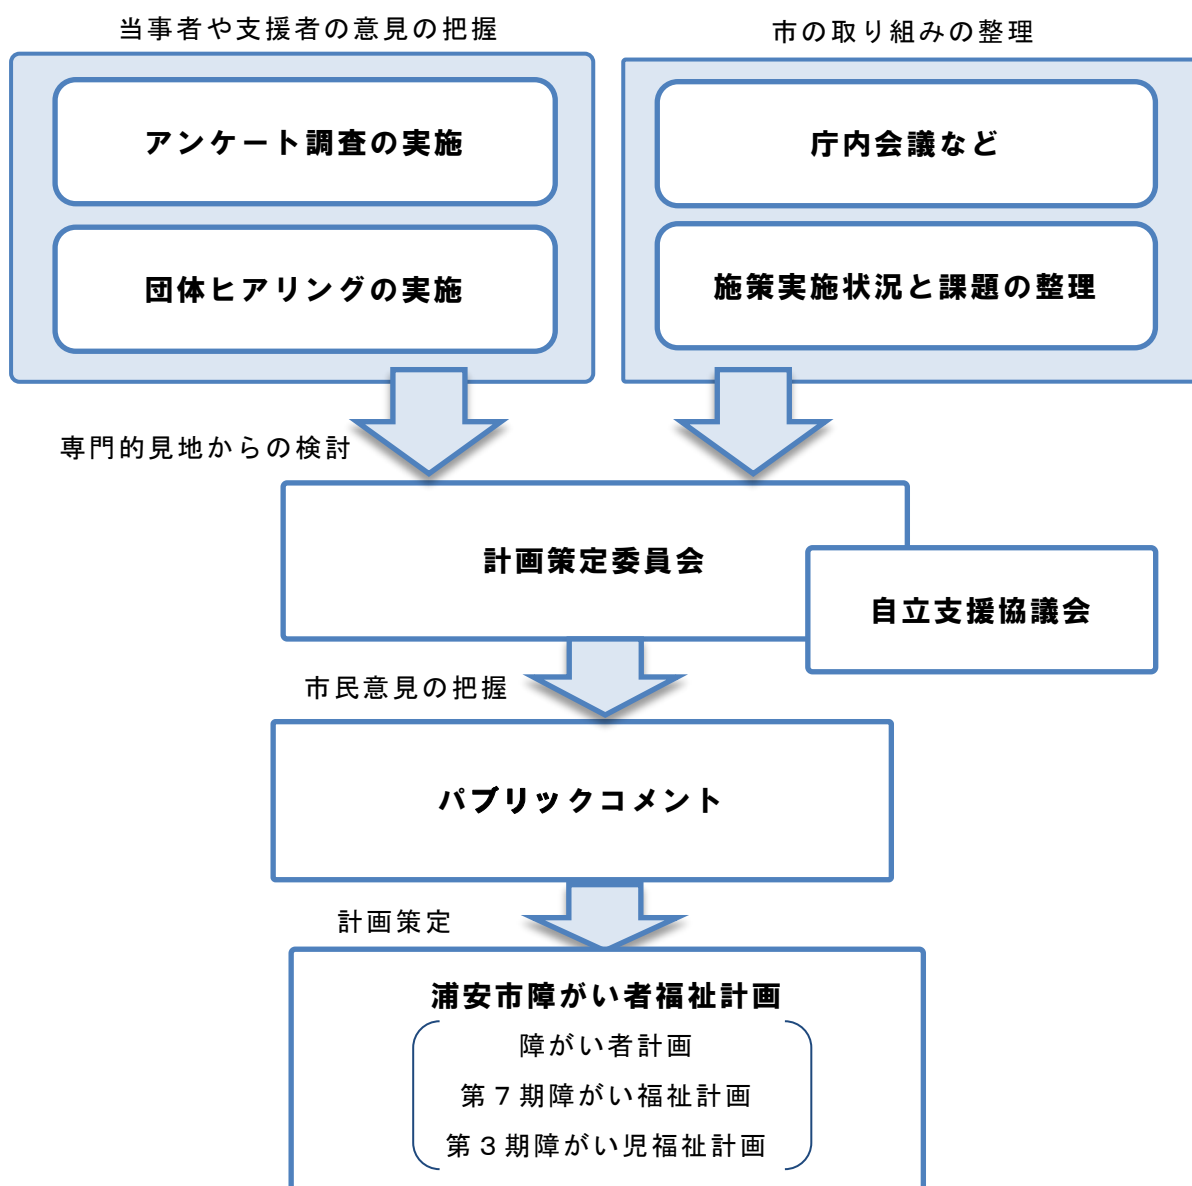 当事者や支援者の意見の把握
アンケート調査の実施
団体ヒアリングの実施
市の取り組みの整理
庁内会議など
施策実施状況と課題の整理
専門的見地からの検討
計画策定委員会
自立支援協議会
市民意見の把握
パブリックコメント
計画策定
浦安市障がい者福祉計画
障がい者計画
第７期障がい福祉計画
第３期障がい児福祉計画